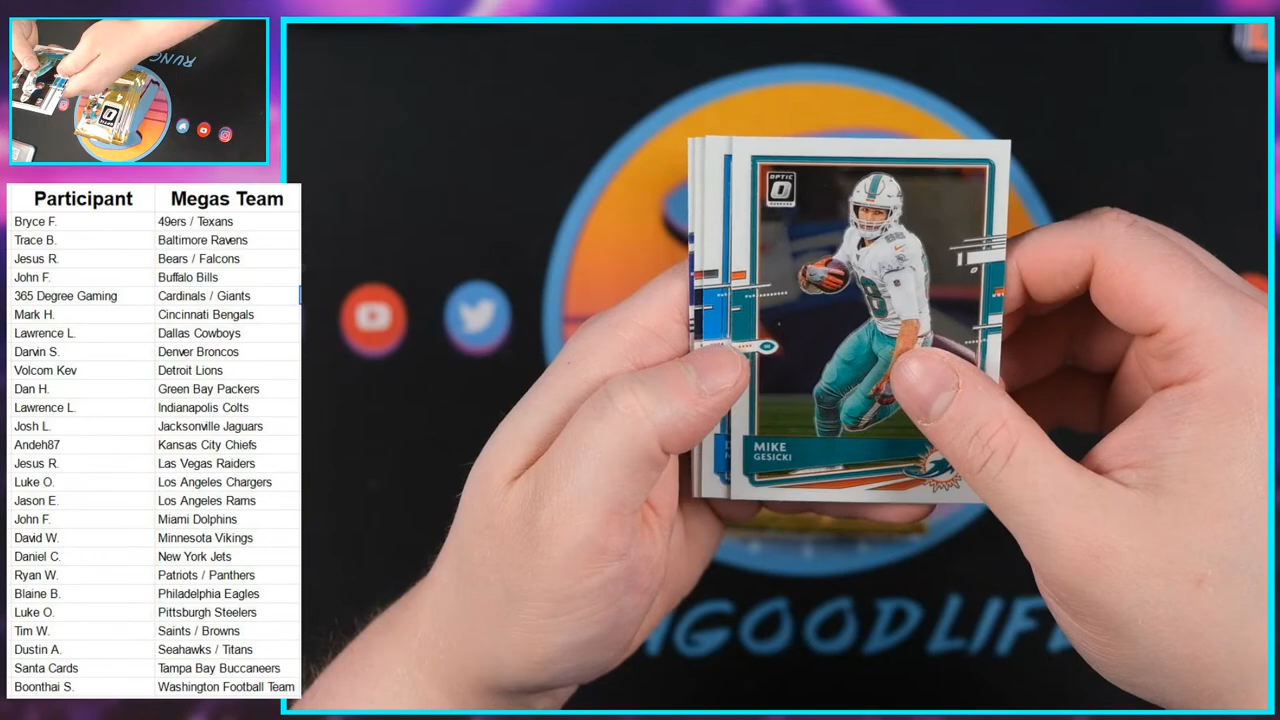 RUNG
Participant Megas Team
Bryce F. 49ers / Texans
Trace B. Baltimore Ravens
Jesus R. Bears / Falcons
John F. Buffalo Bills
365 Degree Gaming Cardinals / Giants
Mark H. Cincinnati Bengals
Lawrence L. Dallas Cowboys
Darvin S. Denver Broncos
Volcom Kev Detroit Lions
Dan H. Green Bay Packers
Lawrence L. Indianapolis Colts
Josh L. Jacksonville Jaguars
Andeh87 Kansas City Chiefs
Jesus R. Las Vegas Raiders
Luke O. Los Angeles Chargers
Jason E. Los Angeles Rams
John F. Miami Dolphins
David W. Minnesota Vikings
Daniel C. New York Jets
Ryan W. Patriots / Panthers
Blaine B. Philadelphia Eagles
Luke O. Pittsburgh Steelers
Tim W. Saints / Browns
Dustin A. Seahawks / Titans
Santa Cards Tampa Bay Buccaneers
Boonthai S. Washington Football Team
OPTIC
88
MIKE
GESICKI
NGOODLIF